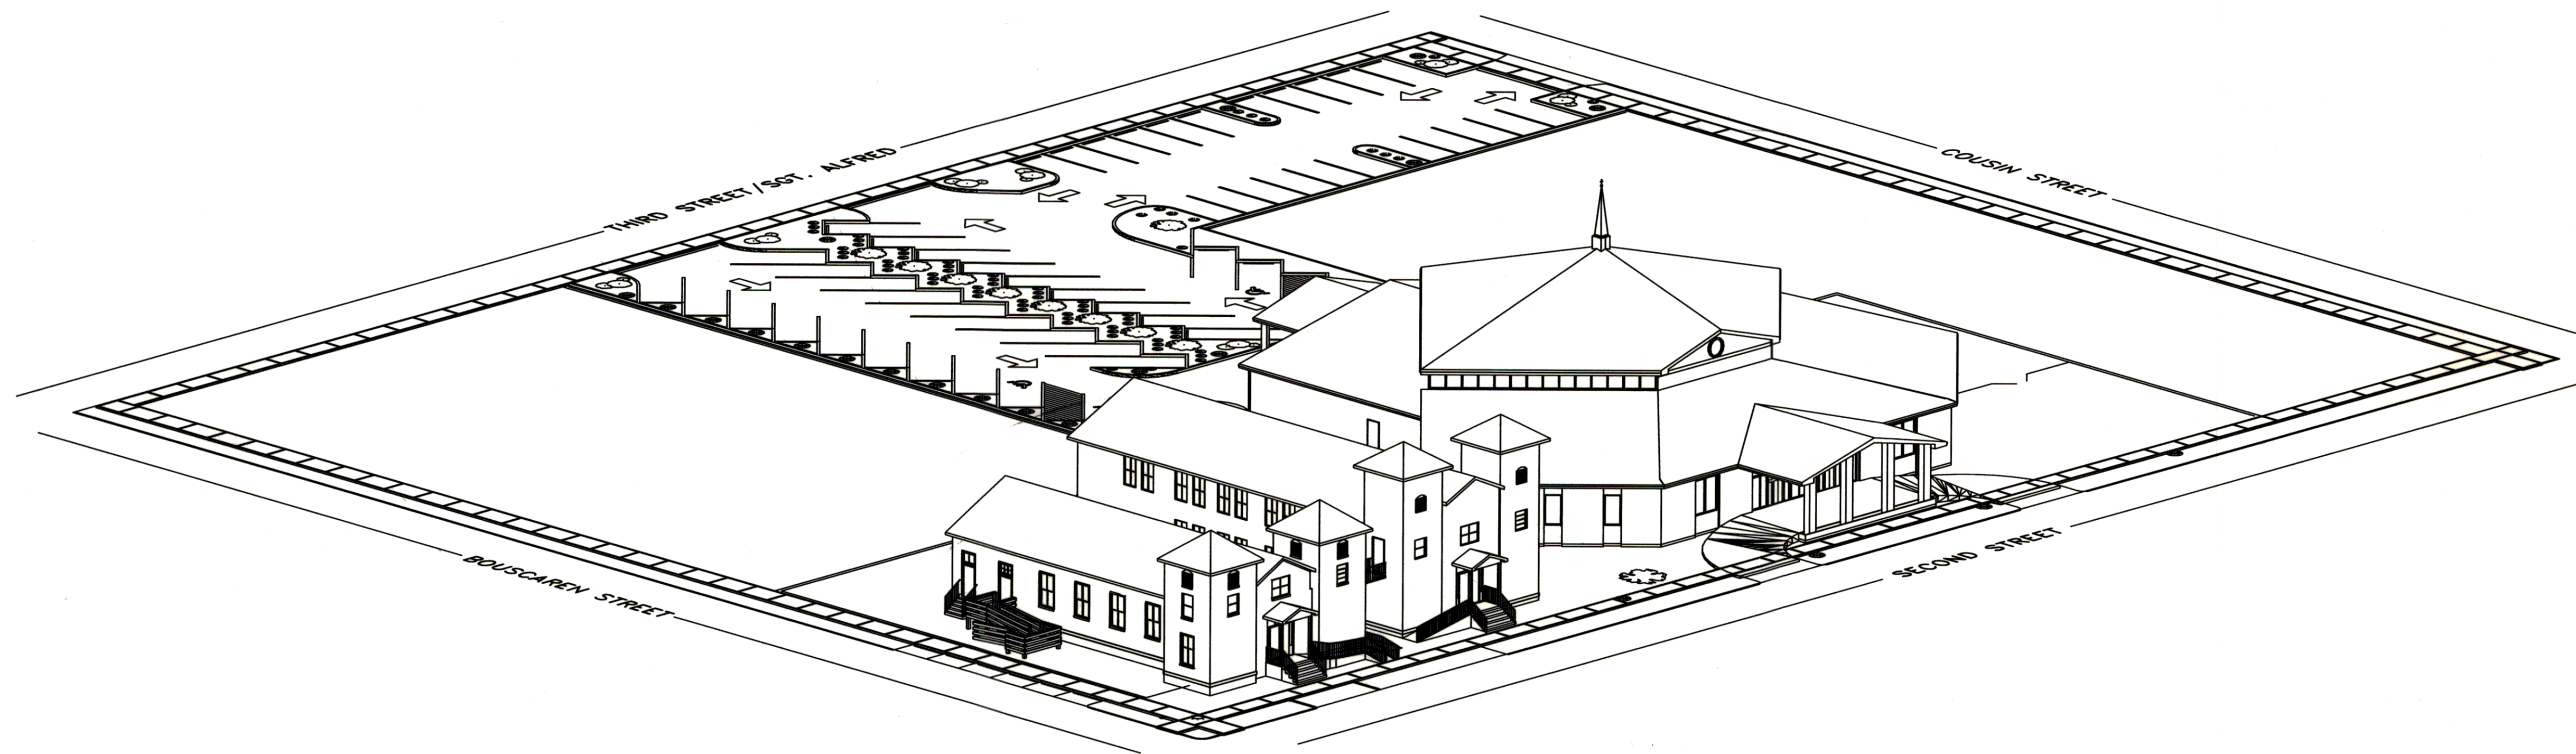 THIRD STREET/SGT. ALFRED
COUSIN STREET
BOUSCAREN STREET
SECOND STREET